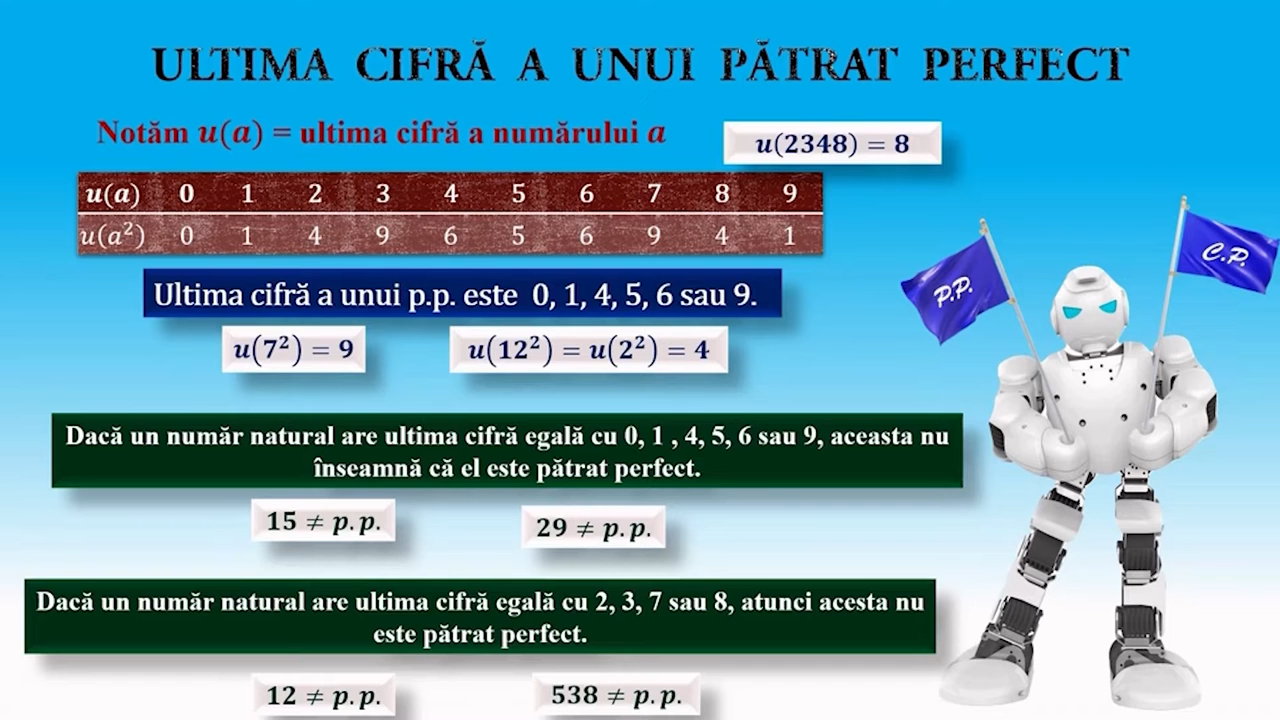 ULTIMA CIFRĂ A UNUI PĂTRAT PERFECT
Notăm u(a) = ultima cifră a numărului a
u(2348) = 8
u(a) 0 1 2 3 4 5 6 7 8 9
u(a²) 0 1 4 9 6 5 6 9 4 1
Ultima cifră a unui p.p. este 0, 1, 4, 5, 6 sau 9.
P.P.
C.P.
u(7²) = 9
u(12²) = u(2²) = 4
Dacă un număr natural are ultima cifră egală cu 0, 1 , 4, 5, 6 sau 9, aceasta nu
înseamnă că el este pătrat perfect.
15 ≠ p.p.
29 ≠ p.p.
Dacă un număr natural are ultima cifră egală cu 2, 3, 7 sau 8, atunci acesta nu
este pătrat perfect.
12 ≠ p.p.
538 ≠ p.p.